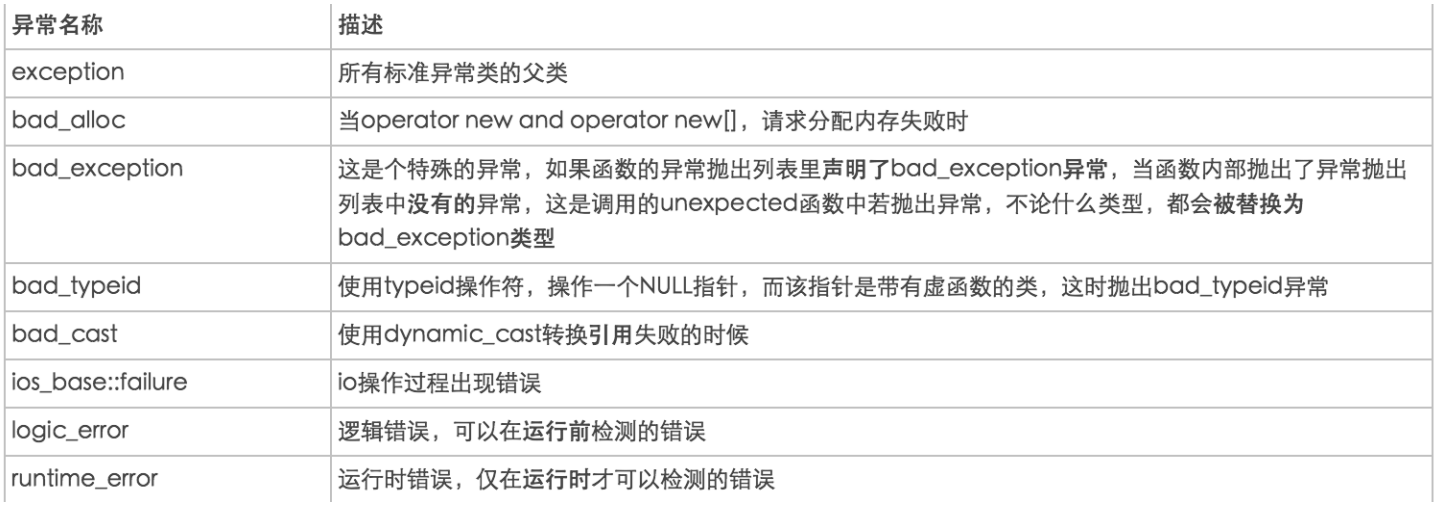 异常名称 描述
exception 所有标准异常类的父类
bad_alloc 当operator new and operator new[]，请求分配内存失败时
bad_exception 这是个特殊的异常，如果函数的异常抛出列表里声明了bad_exception异常，当函数内部抛出了异常抛出
列表中没有的异常，这是调用的unexpected函数中若抛出异常，不论什么类型，都会被替换为
bad_exception类型
bad_typeid 使用typeid操作符，操作一个NULL指针，而该指针是带有虚函数的类，这时抛出bad_typeid异常
bad_cast 使用dynamic_cast转换引用失败的时候
ios_base::failure io操作过程出现错误
logic_error 逻辑错误，可以在运行前检测的错误
runtime_error 运行时错误，仅在运行时才可以检测的错误